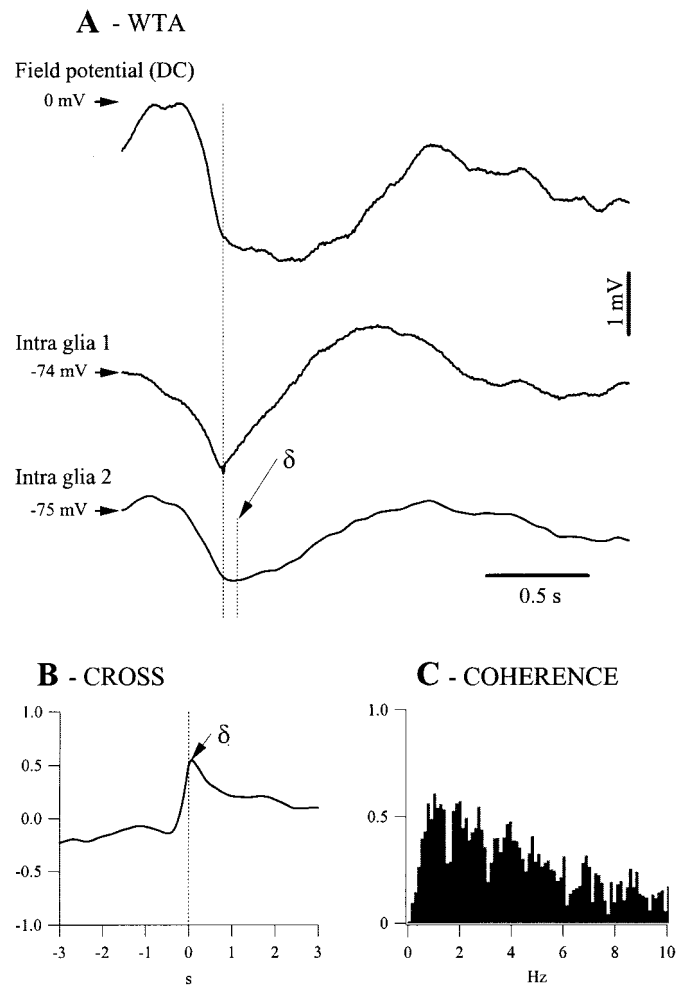 A - WTA
Field potential (DC)
0 mV
1 mV
Intra glia 1
-74 mV
Intra glia 2
δ
-75 mV
0.5 s
B - CROSS
C - COHERENCE
1.0
0.5
0.0
-0.5
-1.0
δ
-3 -2 -1 0 1 2 3
s
1.0
0.5
0
0 2 4 6 8 10
Hz